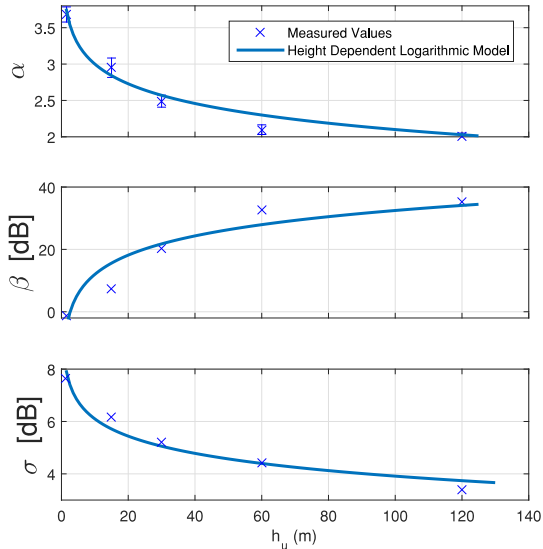 3.5
3
2.5
2
α
Measured Values
Height Dependent Logarithmic Model
40
20
0
β [dB]
8
6
4
σ [dB]
0 20 40 60 80 100 120 140
h_u (m)